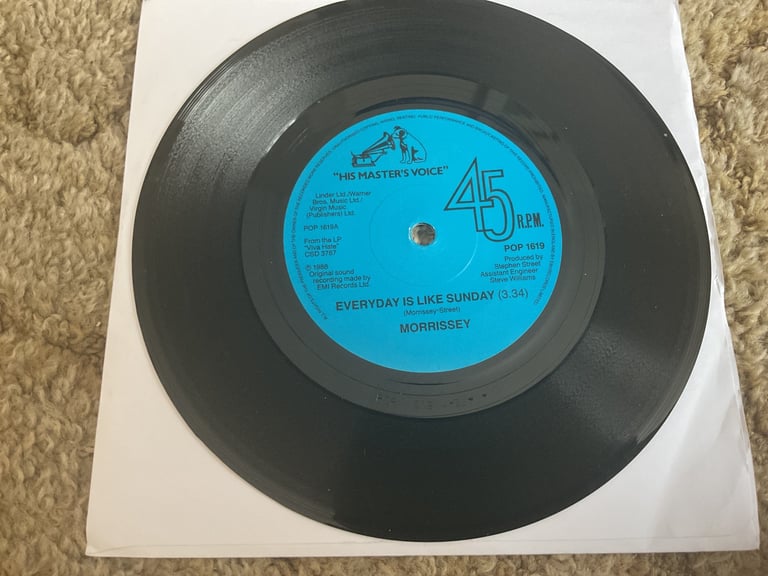 "HIS MASTER'S VOICE"
45
R.P.M.
Linder Ltd./Warner
Bros. Music Ltd./
Virgin Music
(Publishers) Ltd.
POP 1619A
From the LP
"Viva Hate"
CSD 3787
℗ 1988
Original sound
recording made by
EMI Records Ltd.
POP 1619
Produced by
Stephen Street
Assistant Engineer
Steve Williams
EVERYDAY IS LIKE SUNDAY (3.34)
(Morrissey-Street)
MORRISSEY